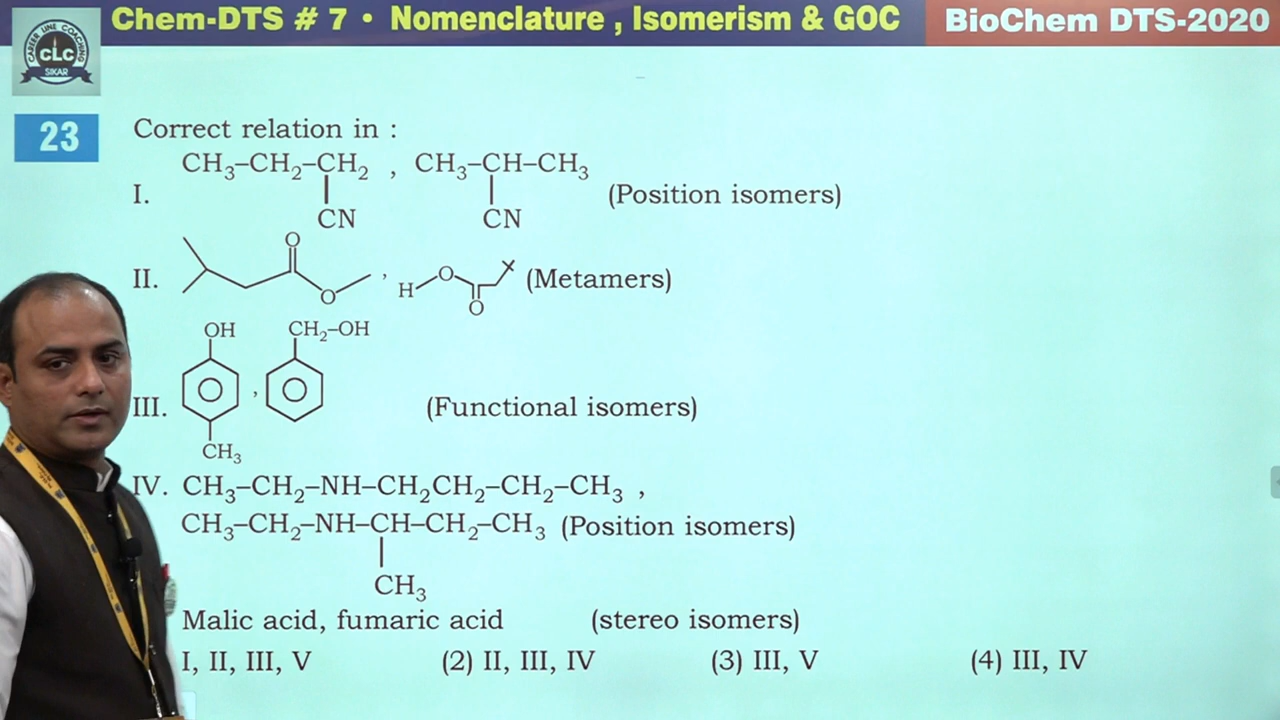 Chem-DTS # 7 • Nomenclature , Isomerism & GOC
BioChem DTS-2020
CAREER LINE COACHING
CLC
SIKAR
23
Correct relation in :
I. CH₃–CH₂–CH₂ , CH₃–CH–CH₃ (Position isomers)
CN CN
II. O O , H O O (Metamers)
OH CH₂–OH
III. , (Functional isomers)
CH₃
IV. CH₃–CH₂–NH–CH₂CH₂–CH₂–CH₃ ,
CH₃–CH₂–NH–CH–CH₂–CH₃ (Position isomers)
CH₃
Malic acid, fumaric acid (stereo isomers)
I, II, III, V (2) II, III, IV (3) III, V (4) III, IV